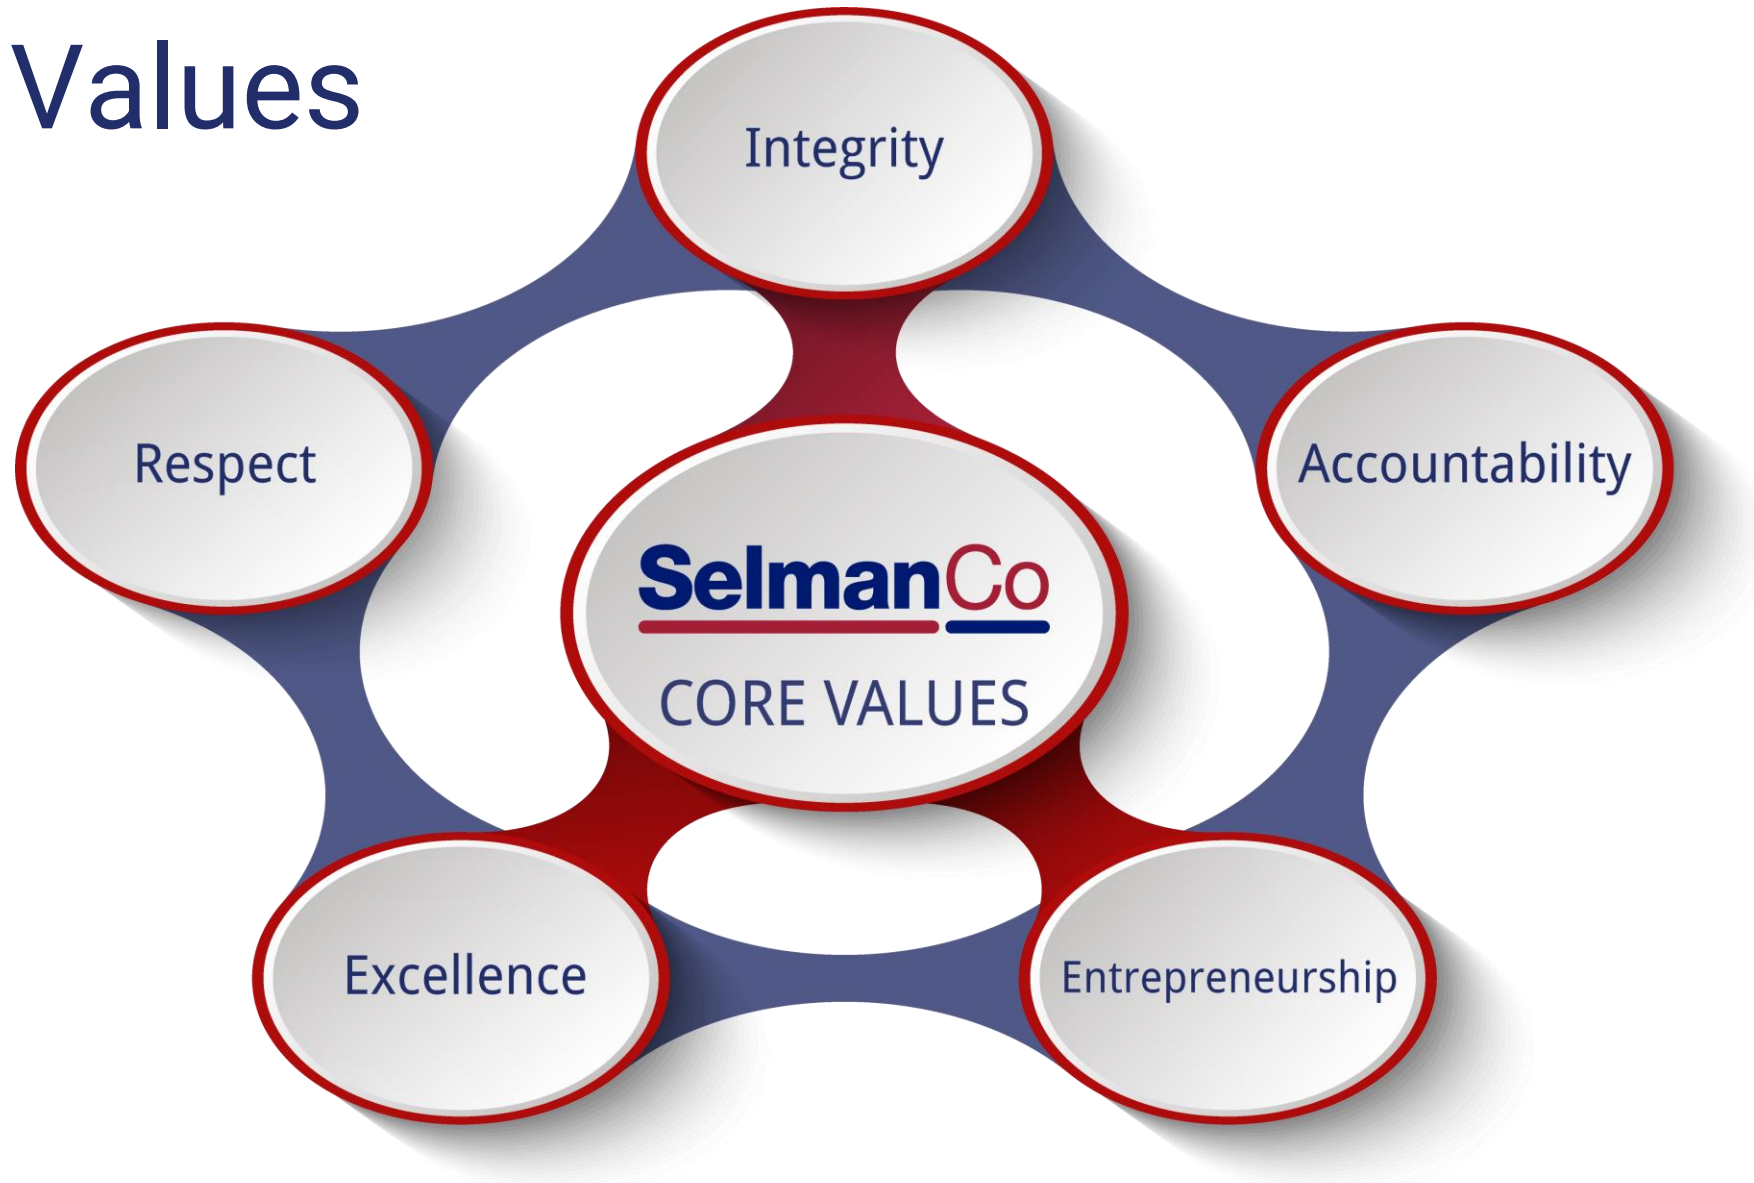 Values
Integrity
Respect
Accountability
SelmanCo
CORE VALUES
Excellence
Entrepreneurship